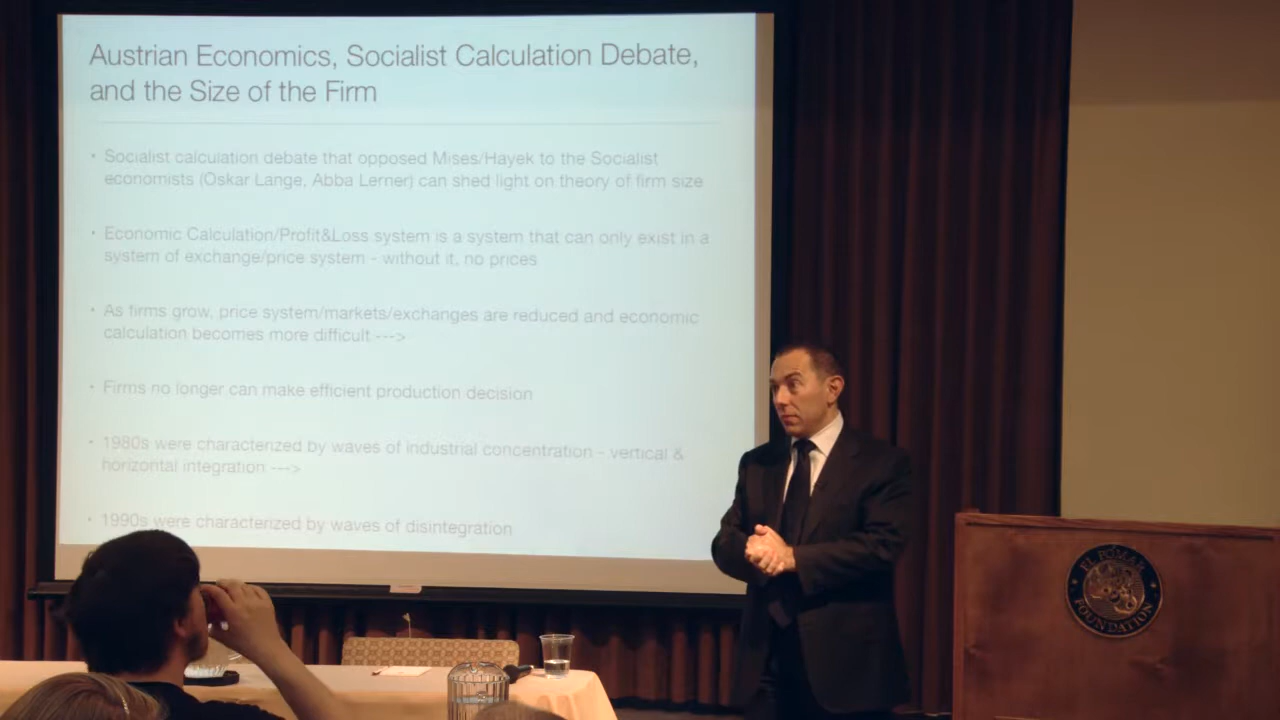 Austrian Economics, Socialist Calculation Debate,
and the Size of the Firm
• Socialist calculation debate that opposed Mises/Hayek to the Socialist
economists (Oskar Lange, Abba Lerner) can shed light on theory of firm size
• Economic Calculation/Profit&Loss system is a system that can only exist in a
system of exchange/price system - without it, no prices
• As firms grow, price system/markets/exchanges are reduced and economic
calculation becomes more difficult --->
• Firms no longer can make efficient production decision
• 1980s were characterized by waves of industrial concentration - vertical &
horizontal integration --->
• 1990s were characterized by waves of disintegration
EL POMAR
FOUNDATION